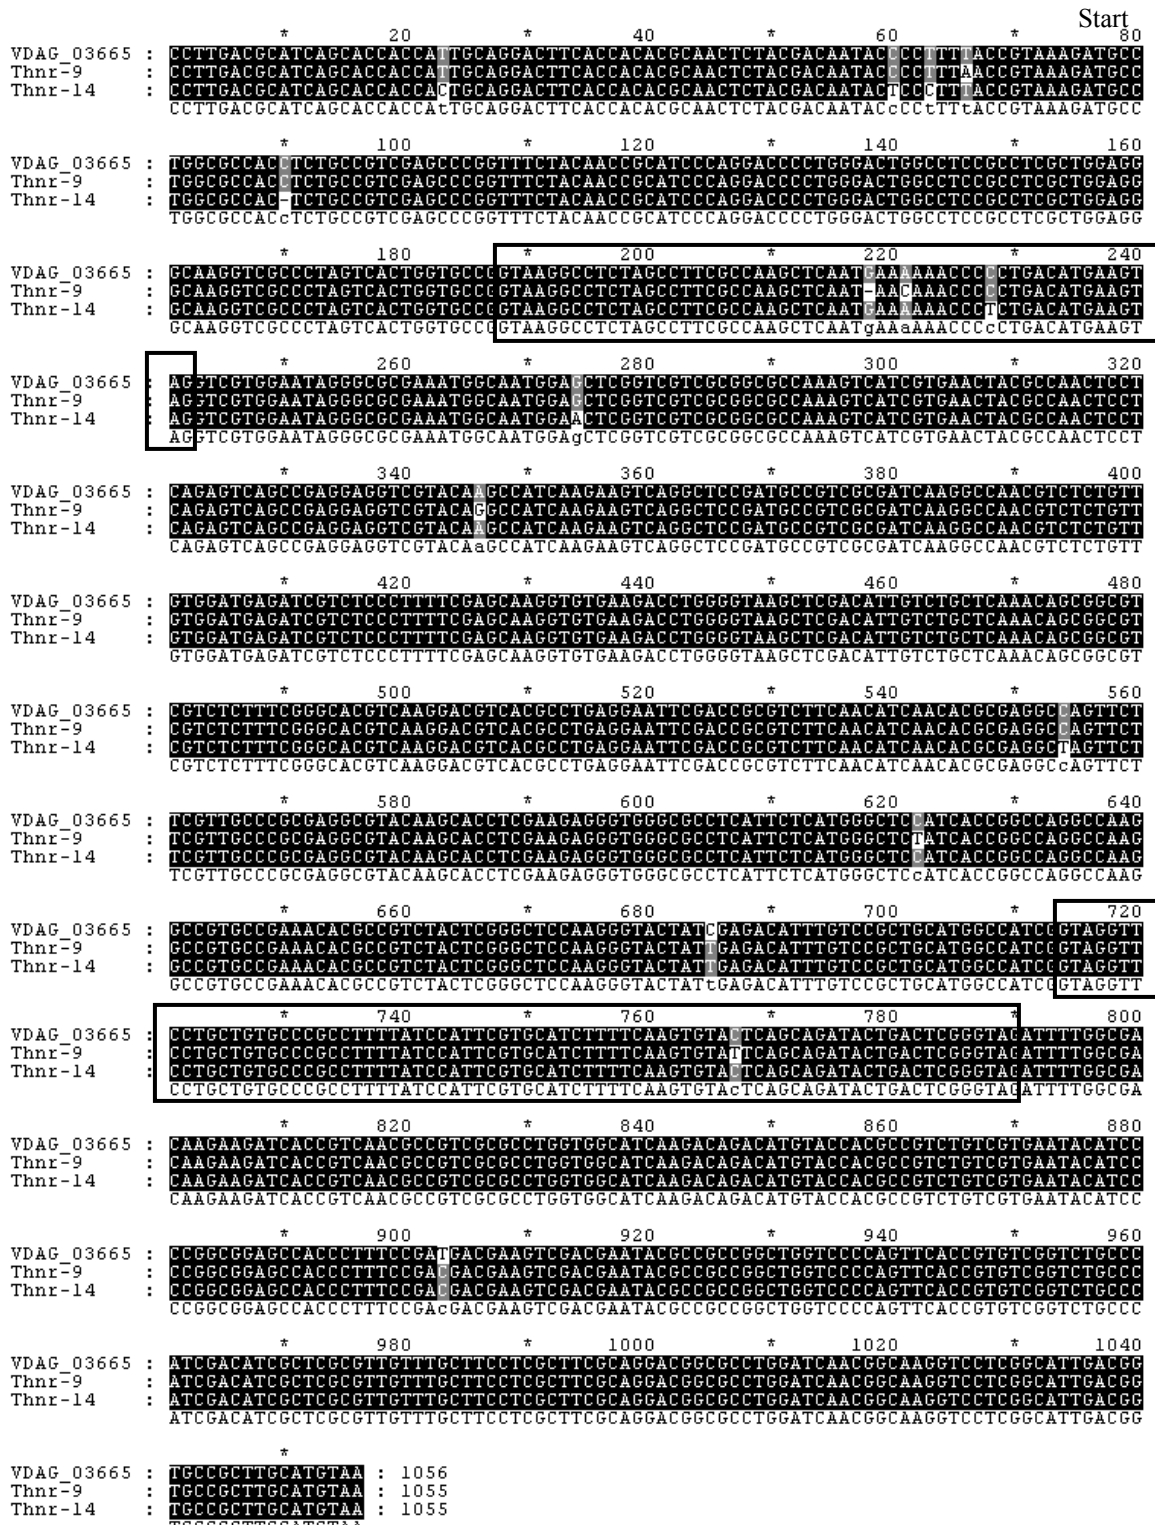 Start
* 20 * 40 * 60 * 80
VDAG_03665 : CCTTGACGCATCAGCACCACCATTGCAGGACTTCACCACACGCAACTCTACGACAATACCCCTTTTACCGTAAAGATGCC
Thnr-9 : CCTTGACGCATCAGCACCACCATTGCAGGACTTCACCACACGCAACTCTACGACAATACCCCTTTAACCGTAAAGATGCC
Thnr-14 : CCTTGACGCATCAGCACCACCACTGCAGGACTTCACCACACGCAACTCTACGACAATACTCCCTTTACCGTAAAGATGCC
CCTTGACGCATCAGCACCACCAtTGCAGGACTTCACCACACGCAACTCTACGACAATACcCCtTTtACCGTAAAGATGCC
* 100 * 120 * 140 * 160
VDAG_03665 : TGGCGCCACCTCTGCCGTCGAGCCCGGTTTCTACAACCGCATCCCAGGACCCCTGGGACTGGCCTCCGCCTCGCTGGAGG
Thnr-9 : TGGCGCCACCTCTGCCGTCGAGCCCGGTTTCTACAACCGCATCCCAGGACCCCTGGGACTGGCCTCCGCCTCGCTGGAGG
Thnr-14 : TGGCGCCAC-TCTGCCGTCGAGCCCGGTTTCTACAACCGCATCCCAGGACCCCTGGGACTGGCCTCCGCCTCGCTGGAGG
TGGCGCCACcTCTGCCGTCGAGCCCGGTTTCTACAACCGCATCCCAGGACCCCTGGGACTGGCCTCCGCCTCGCTGGAGG
* 180 * 200 * 220 * 240
VDAG_03665 : GCAAGGTCGCCCTAGTCACTGGTGCCGGTAAGGCCTCTAGCCTTCGCCAAGCTCAATGAAAAAACCCCCTGACATGAAGT
Thnr-9 : GCAAGGTCGCCCTAGTCACTGGTGCCGGTAAGGCCTCTAGCCTTCGCCAAGCTCAAT-AACAAACCCCCTGACATGAAGT
Thnr-14 : GCAAGGTCGCCCTAGTCACTGGTGCCGGTAAGGCCTCTAGCCTTCGCCAAGCTCAATGAAAAAACCCTCTGACATGAAGT
GCAAGGTCGCCCTAGTCACTGGTGCCGGTAAGGCCTCTAGCCTTCGCCAAGCTCAATgAAaAAACCCcCTGACATGAAGT
* 260 * 280 * 300 * 320
VDAG_03665 : AGGTCGTGGAATAGGGCGCGAAATGGCAATGGAGCTCGGTCGTCGCGGCGCCAAAGTCATCGTGAACTACGCCAACTCCT
Thnr-9 : AGGTCGTGGAATAGGGCGCGAAATGGCAATGGAGCTCGGTCGTCGCGGCGCCAAAGTCATCGTGAACTACGCCAACTCCT
Thnr-14 : AGGTCGTGGAATAGGGCGCGAAATGGCAATGGAACTCGGTCGTCGCGGCGCCAAAGTCATCGTGAACTACGCCAACTCCT
AGGTCGTGGAATAGGGCGCGAAATGGCAATGGAgCTCGGTCGTCGCGGCGCCAAAGTCATCGTGAACTACGCCAACTCCT
* 340 * 360 * 380 * 400
VDAG_03665 : CAGAGTCAGCCGAGGAGGTCGTACAAGCCATCAAGAAGTCAGGCTCCGATGCCGTCGCGATCAAGGCCAACGTCTCTGTT
Thnr-9 : CAGAGTCAGCCGAGGAGGTCGTACAGGCCATCAAGAAGTCAGGCTCCGATGCCGTCGCGATCAAGGCCAACGTCTCTGTT
Thnr-14 : CAGAGTCAGCCGAGGAGGTCGTACAAGCCATCAAGAAGTCAGGCTCCGATGCCGTCGCGATCAAGGCCAACGTCTCTGTT
CAGAGTCAGCCGAGGAGGTCGTACAaGCCATCAAGAAGTCAGGCTCCGATGCCGTCGCGATCAAGGCCAACGTCTCTGTT
* 420 * 440 * 460 * 480
VDAG_03665 : GTGGATGAGATCGTCTCCCTTTTCGAGCAAGGTGTGAAGACCTGGGGTAAGCTCGACATTGTCTGCTCAAACAGCGGCGT
Thnr-9 : GTGGATGAGATCGTCTCCCTTTTCGAGCAAGGTGTGAAGACCTGGGGTAAGCTCGACATTGTCTGCTCAAACAGCGGCGT
Thnr-14 : GTGGATGAGATCGTCTCCCTTTTCGAGCAAGGTGTGAAGACCTGGGGTAAGCTCGACATTGTCTGCTCAAACAGCGGCGT
GTGGATGAGATCGTCTCCCTTTTCGAGCAAGGTGTGAAGACCTGGGGTAAGCTCGACATTGTCTGCTCAAACAGCGGCGT
* 500 * 520 * 540 * 560
VDAG_03665 : CGTCTCTTTCGGGCACGTCAAGGACGTCACGCCTGAGGAATTCGACCGCGTCTTCAACATCAACACGCGAGGCCAGTTCT
Thnr-9 : CGTCTCTTTCGGGCACGTCAAGGACGTCACGCCTGAGGAATTCGACCGCGTCTTCAACATCAACACGCGAGGCCAGTTCT
Thnr-14 : CGTCTCTTTCGGGCACGTCAAGGACGTCACGCCTGAGGAATTCGACCGCGTCTTCAACATCAACACGCGAGGCTAGTTCT
CGTCTCTTTCGGGCACGTCAAGGACGTCACGCCTGAGGAATTCGACCGCGTCTTCAACATCAACACGCGAGGCcAGTTCT
* 580 * 600 * 620 * 640
VDAG_03665 : TCGTTGCCCGCGAGGCGTACAAGCACCTCGAAGAGGGTGGGCGCCTCATTCTCATGGGCTCCATCACCGGCCAGGCCAAG
Thnr-9 : TCGTTGCCCGCGAGGCGTACAAGCACCTCGAAGAGGGTGGGCGCCTCATTCTCATGGGCTCTATCACCGGCCAGGCCAAG
Thnr-14 : TCGTTGCCCGCGAGGCGTACAAGCACCTCGAAGAGGGTGGGCGCCTCATTCTCATGGGCTCCATCACCGGCCAGGCCAAG
TCGTTGCCCGCGAGGCGTACAAGCACCTCGAAGAGGGTGGGCGCCTCATTCTCATGGGCTCcATCACCGGCCAGGCCAAG
* 660 * 680 * 700 * 720
VDAG_03665 : GCCGTGCCGAAACACGCCGTCTACTCGGGCTCCAAGGGTACTATCGAGACATTTGTCCGCTGCATGGCCATCGGTAGGTT
Thnr-9 : GCCGTGCCGAAACACGCCGTCTACTCGGGCTCCAAGGGTACTATTGAGACATTTGTCCGCTGCATGGCCATCGGTAGGTT
Thnr-14 : GCCGTGCCGAAACACGCCGTCTACTCGGGCTCCAAGGGTACTATTGAGACATTTGTCCGCTGCATGGCCATCGGTAGGTT
GCCGTGCCGAAACACGCCGTCTACTCGGGCTCCAAGGGTACTATtGAGACATTTGTCCGCTGCATGGCCATCGGTAGGTT
* 740 * 760 * 780 * 800
VDAG_03665 : CCTGCTGTGCCCGCCTTTTATCCATTCGTGCATCTTTTCAAGTGTACTCAGCAGATACTGACTCGGGTAGATTTTGGCGA
Thnr-9 : CCTGCTGTGCCCGCCTTTTATCCATTCGTGCATCTTTTCAAGTGTATTCAGCAGATACTGACTCGGGTAGATTTTGGCGA
Thnr-14 : CCTGCTGTGCCCGCCTTTTATCCATTCGTGCATCTTTTCAAGTGTACTCAGCAGATACTGACTCGGGTAGATTTTGGCGA
CCTGCTGTGCCCGCCTTTTATCCATTCGTGCATCTTTTCAAGTGTAcTCAGCAGATACTGACTCGGGTAGATTTTGGCGA
* 820 * 840 * 860 * 880
VDAG_03665 : CAAGAAGATCACCGTCAACGCCGTCGCGCCTGGTGGCATCAAGACAGACATGTACCACGCCGTCTGTCGTGAATACATCC
Thnr-9 : CAAGAAGATCACCGTCAACGCCGTCGCGCCTGGTGGCATCAAGACAGACATGTACCACGCCGTCTGTCGTGAATACATCC
Thnr-14 : CAAGAAGATCACCGTCAACGCCGTCGCGCCTGGTGGCATCAAGACAGACATGTACCACGCCGTCTGTCGTGAATACATCC
CAAGAAGATCACCGTCAACGCCGTCGCGCCTGGTGGCATCAAGACAGACATGTACCACGCCGTCTGTCGTGAATACATCC
* 900 * 920 * 940 * 960
VDAG_03665 : CCGGCGGAGCCACCCTTTCCGATGACGAAGTCGACGAATACGCCGCCGGCTGGTCCCCAGTTCACCGTGTCGGTCTGCCC
Thnr-9 : CCGGCGGAGCCACCCTTTCCGACGACGAAGTCGACGAATACGCCGCCGGCTGGTCCCCAGTTCACCGTGTCGGTCTGCCC
Thnr-14 : CCGGCGGAGCCACCCTTTCCGACGACGAAGTCGACGAATACGCCGCCGGCTGGTCCCCAGTTCACCGTGTCGGTCTGCCC
CCGGCGGAGCCACCCTTTCCGAcGACGAAGTCGACGAATACGCCGCCGGCTGGTCCCCAGTTCACCGTGTCGGTCTGCCC
* 980 * 1000 * 1020 * 1040
VDAG_03665 : ATCGACATCGCTCGCGTTGTTTGCTTCCTCGCTTCGCAGGACGGCGCCTGGATCAACGGCAAGGTCCTCGGCATTGACGG
Thnr-9 : ATCGACATCGCTCGCGTTGTTTGCTTCCTCGCTTCGCAGGACGGCGCCTGGATCAACGGCAAGGTCCTCGGCATTGACGG
Thnr-14 : ATCGACATCGCTCGCGTTGTTTGCTTCCTCGCTTCGCAGGACGGCGCCTGGATCAACGGCAAGGTCCTCGGCATTGACGG
ATCGACATCGCTCGCGTTGTTTGCTTCCTCGCTTCGCAGGACGGCGCCTGGATCAACGGCAAGGTCCTCGGCATTGACGG
*
VDAG_03665 : TGCCGCTTGCATGTAA : 1056
Thnr-9 : TGCCGCTTGCATGTAA : 1055
Thnr-14 : TGCCGCTTGCATGTAA : 1055